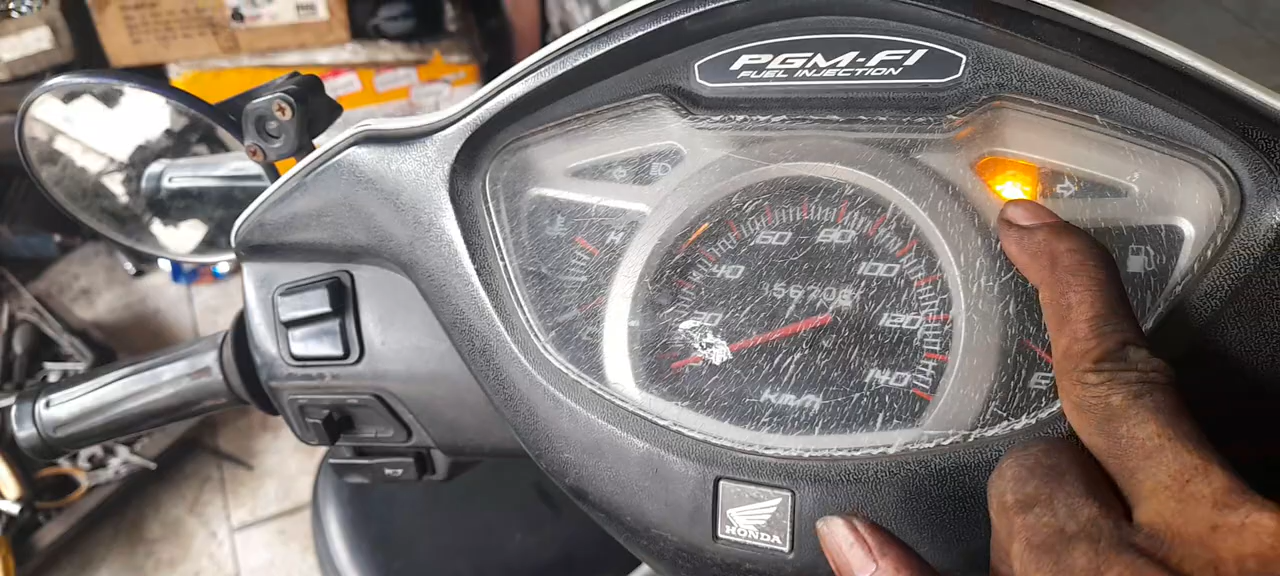 PGM-FI
FUEL INJECTION
60 80
40 100
20 120
140
km/h
H
E
HONDA